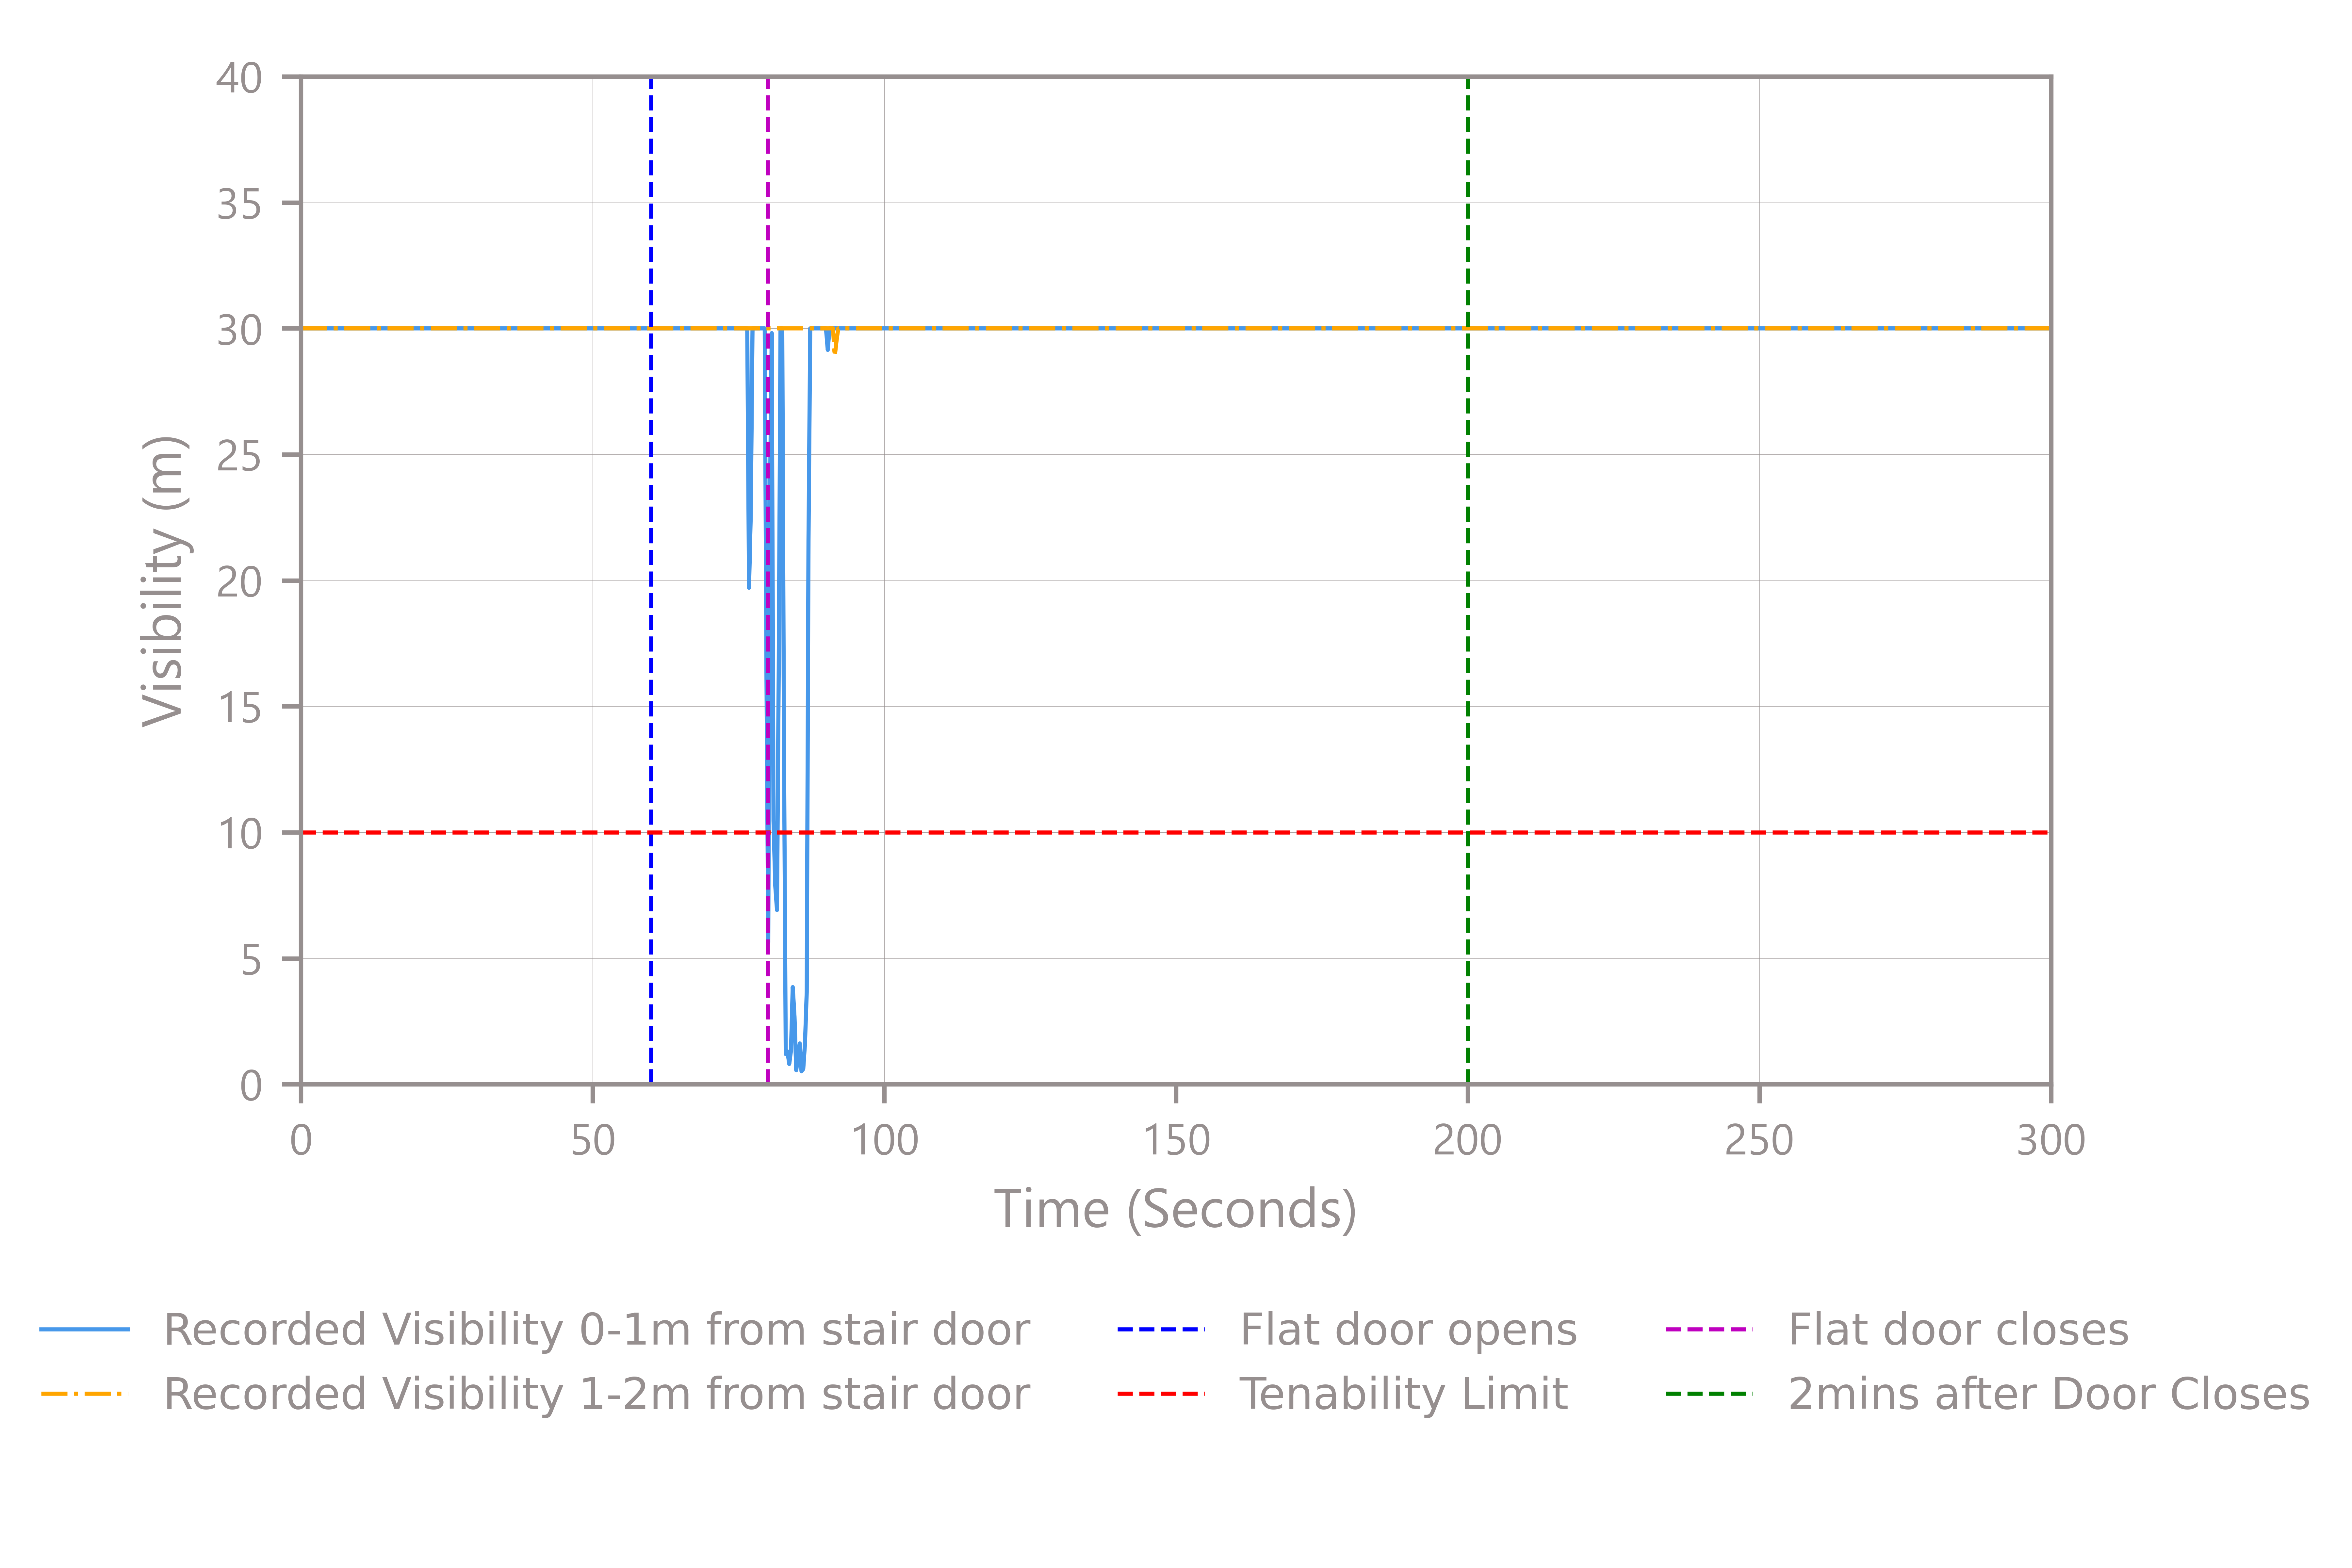 40
35
30
25
20
15
10
5
0
Visibility (m)
0 50 100 150 200 250 300
Time (Seconds)
Recorded Visibility 0-1m from stair door Flat door opens Flat door closes
Recorded Visibility 1-2m from stair door Tenability Limit 2mins after Door Closes